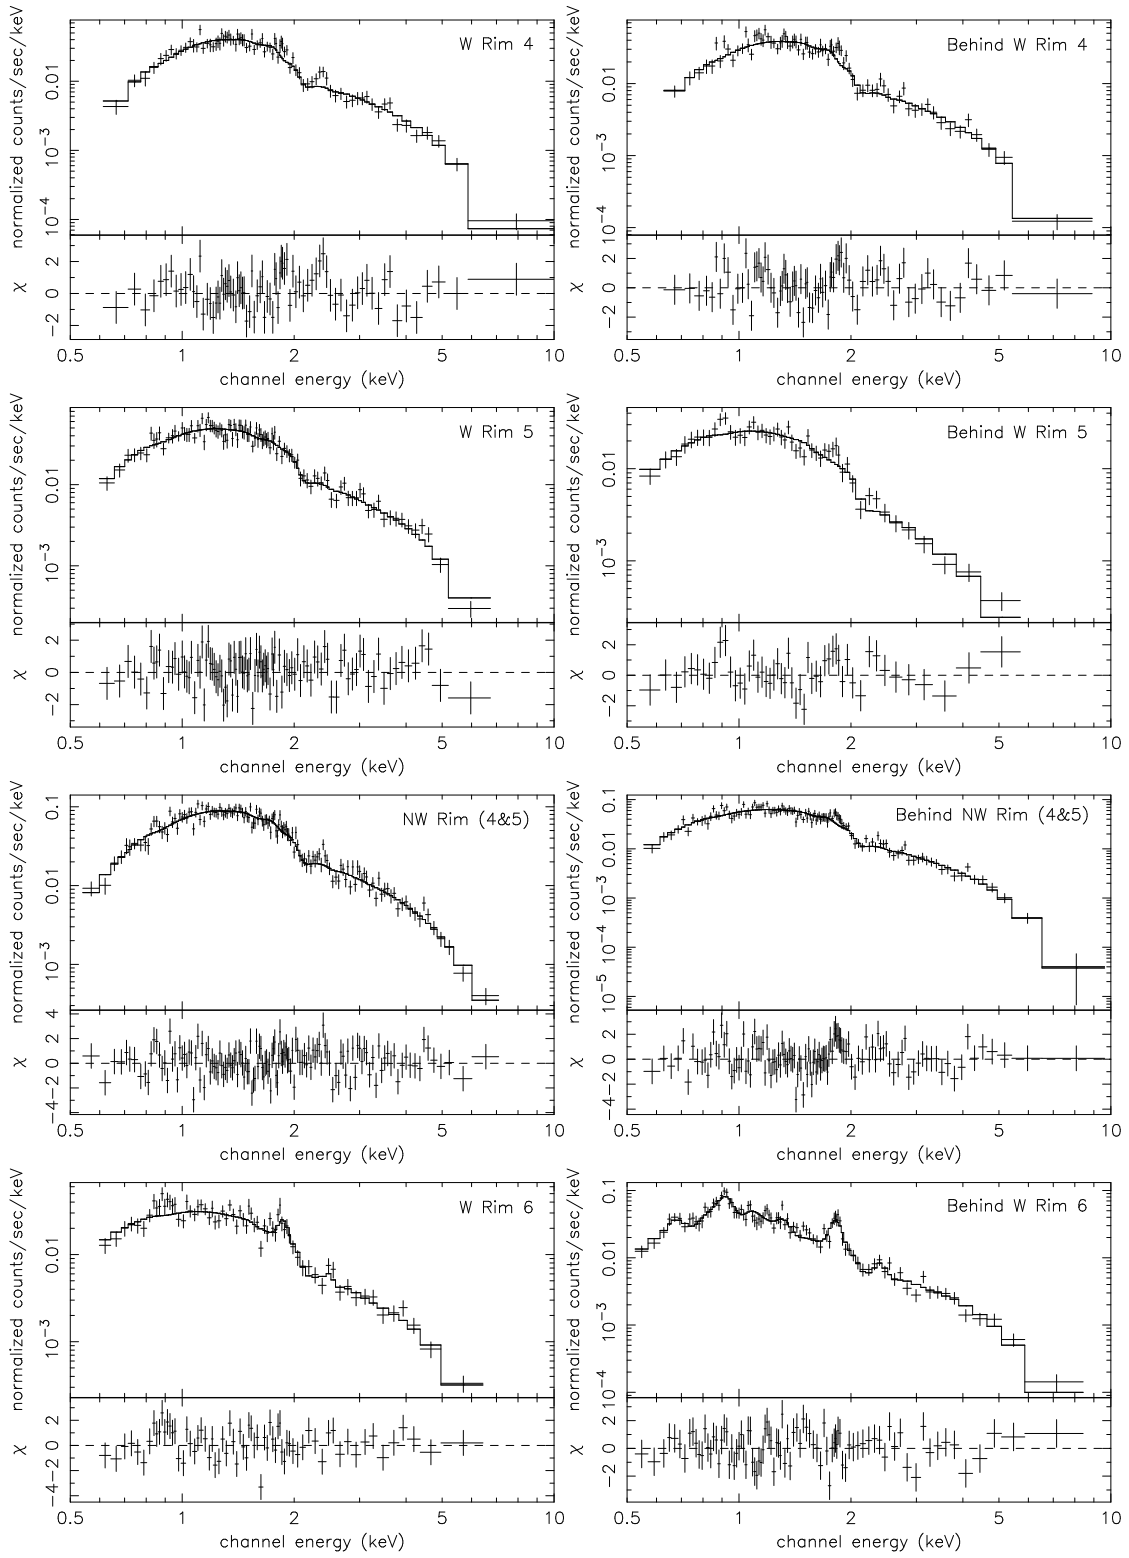 W Rim 4
normalized counts/sec/keV
0.01
10−3
10−4
χ
2
0
−2
0.5 1 2 5 10
channel energy (keV)
Behind W Rim 4
normalized counts/sec/keV
0.01
10−3
10−4
χ
2
0
−2
0.5 1 2 5 10
channel energy (keV)
W Rim 5
normalized counts/sec/keV
0.01
10−3
χ
2
0
−2
0.5 1 2 5 10
channel energy (keV)
Behind W Rim 5
normalized counts/sec/keV
0.01
10−3
χ
2
0
−2
0.5 1 2 5 10
channel energy (keV)
NW Rim (4&5)
normalized counts/sec/keV
0.1
0.01
10−3
χ
4
2
0
−2
−4
0.5 1 2 5 10
channel energy (keV)
Behind NW Rim (4&5)
normalized counts/sec/keV
0.1
0.01
10−3
10−4
10−5
χ
2
0
−2
−4
0.5 1 2 5 10
channel energy (keV)
W Rim 6
normalized counts/sec/keV
0.01
10−3
χ
2
0
−2
−4
0.5 1 2 5 10
channel energy (keV)
Behind W Rim 6
normalized counts/sec/keV
0.1
0.01
10−3
10−4
χ
2
0
−2
0.5 1 2 5 10
channel energy (keV)